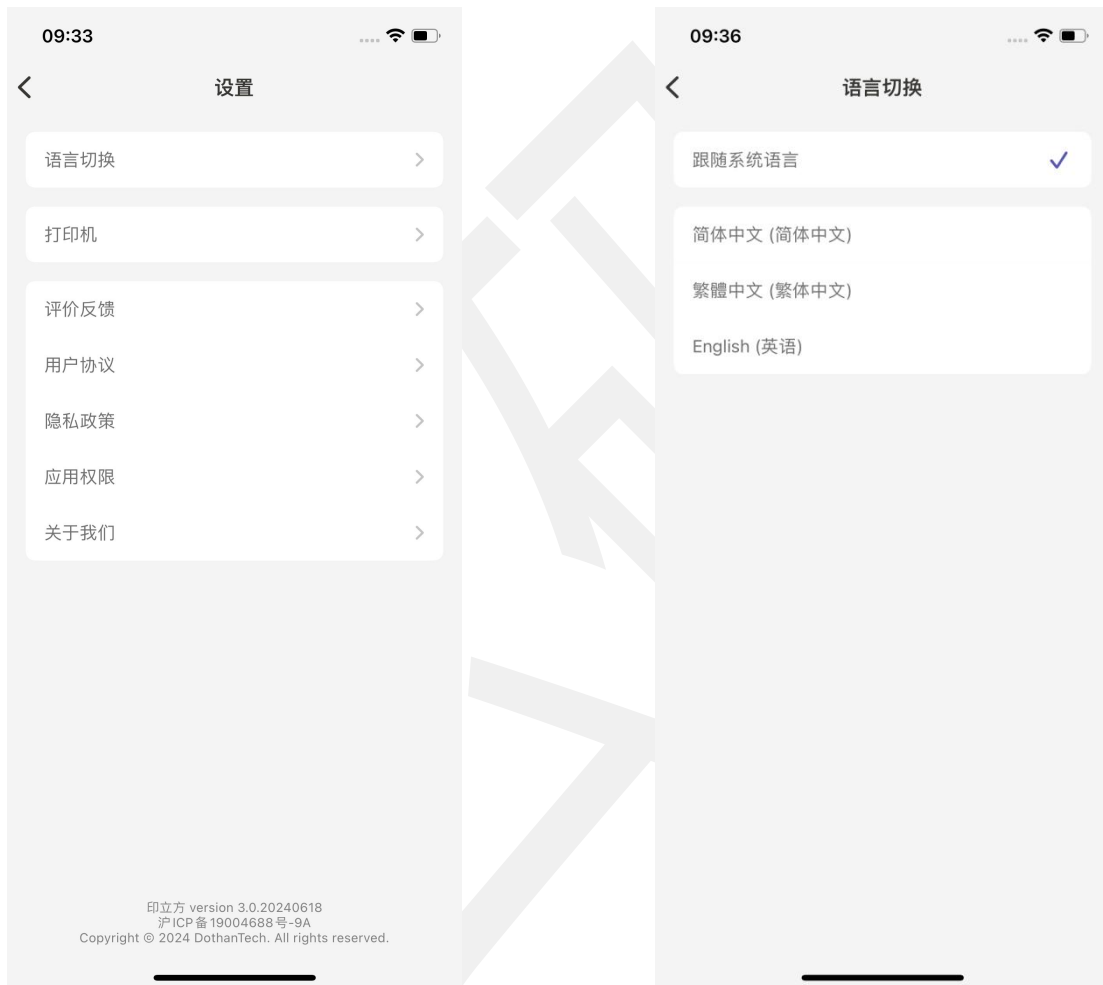 09:33
设置
语言切换
打印机
评价反馈
用户协议
隐私政策
应用权限
关于我们
印立方 version 3.0.20240618
沪ICP备19004688号-9A
Copyright © 2024 DothanTech. All rights reserved.
09:36
语言切换
跟随系统语言
简体中文 (简体中文)
繁體中文 (繁体中文)
English (英语)